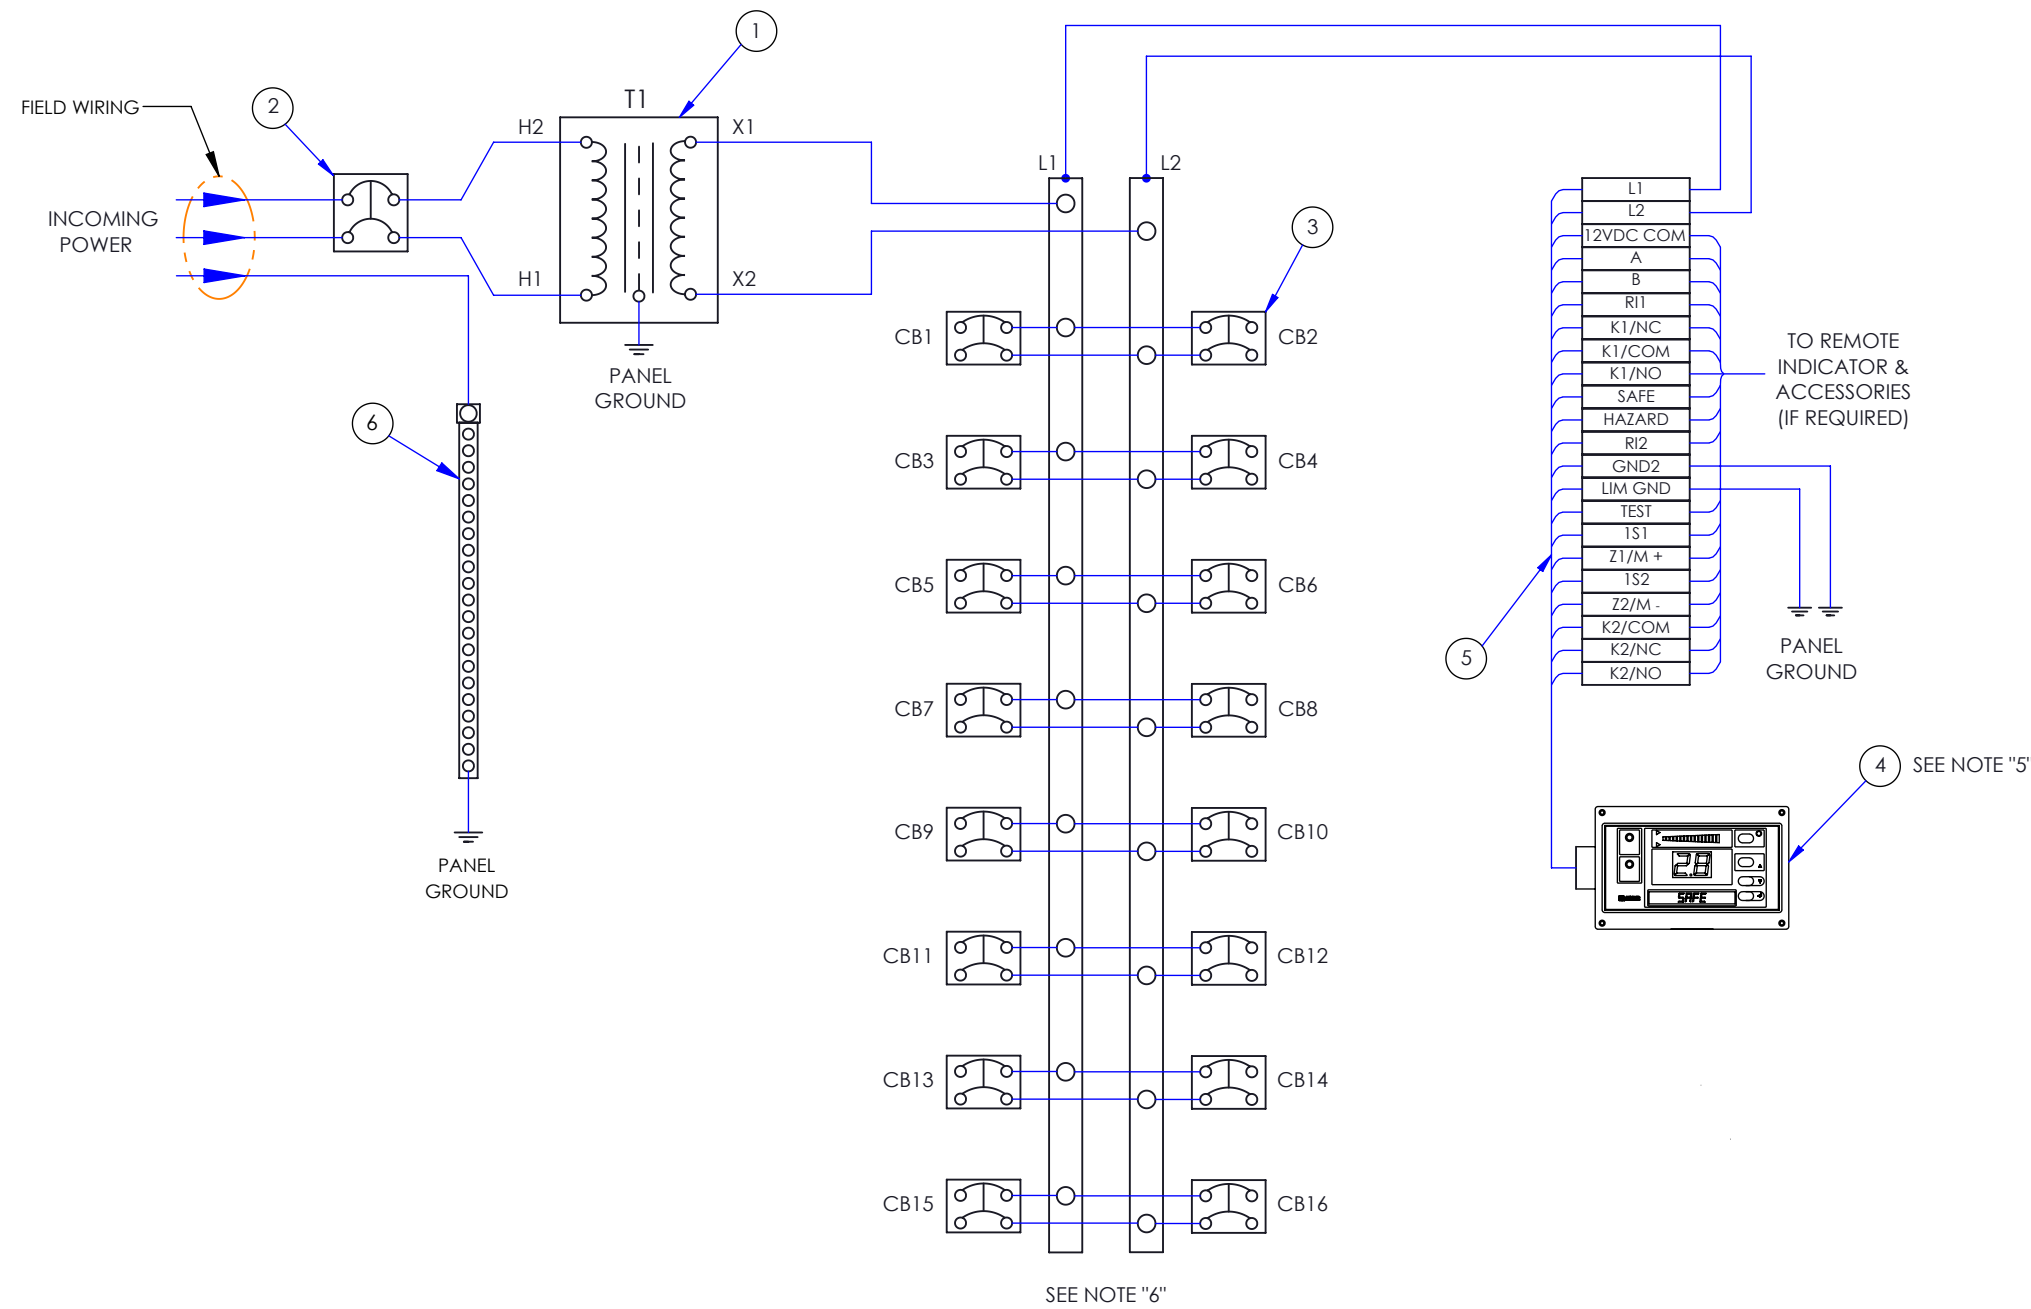 1
FIELD WIRING
2
T1
H2
X1
INCOMING
POWER
H1
X2
PANEL
GROUND
6
PANEL
GROUND
L1
L2
3
CB1
CB2
CB3
CB4
CB5
CB6
CB7
CB8
CB9
CB10
CB11
CB12
CB13
CB14
CB15
CB16
SEE NOTE "6"
L1
L2
12VDC COM
A
B
RI1
K1/NC
K1/COM
K1/NO
SAFE
HAZARD
RI2
GND2
LIM GND
TEST
1S1
Z1/M +
1S2
Z2/M -
K2/COM
K2/NC
K2/NO
TO REMOTE
INDICATOR &
ACCESSORIES
(IF REQUIRED)
PANEL
GROUND
5
4
SEE NOTE "5'
2.8
SAFE